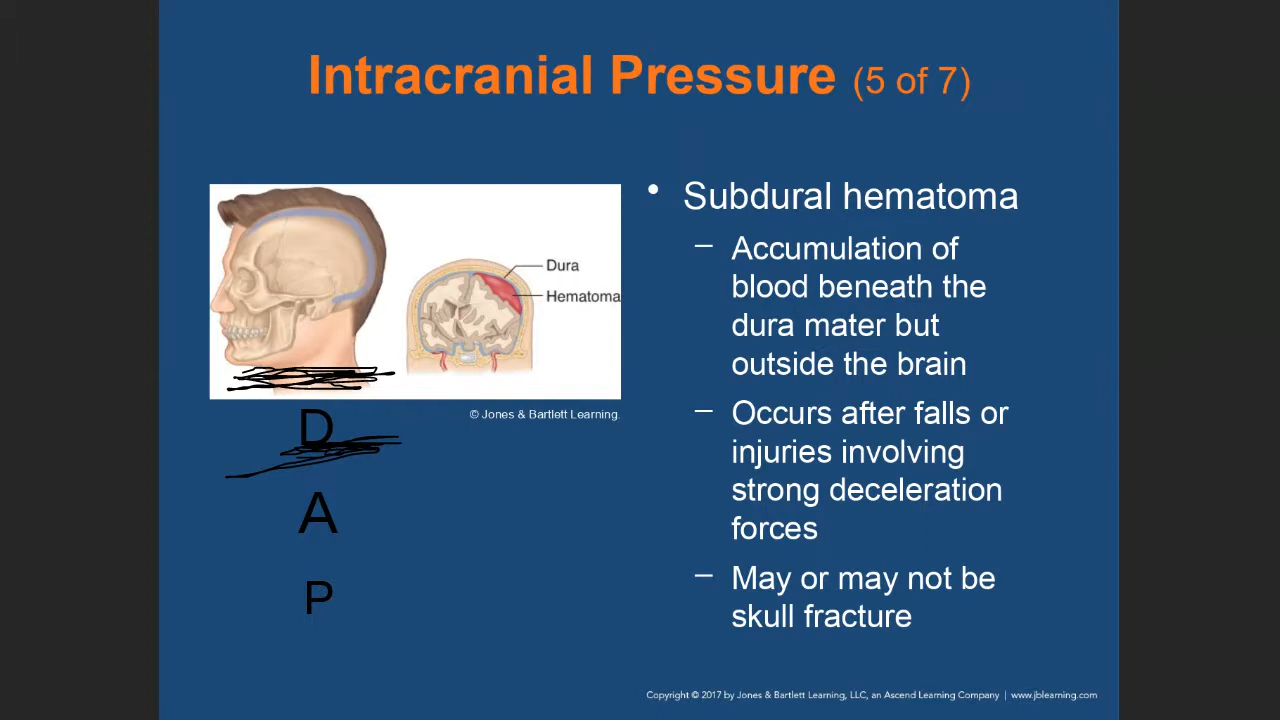 Intracranial Pressure (5 of 7)
Dura
Hematoma
© Jones & Bartlett Learning.
D
A
P
• Subdural hematoma
– Accumulation of
blood beneath the
dura mater but
outside the brain
– Occurs after falls or
injuries involving
strong deceleration
forces
– May or may not be
skull fracture
Copyright © 2017 by Jones & Bartlett Learning, LLC, an Ascend Learning Company | www.jblearning.com